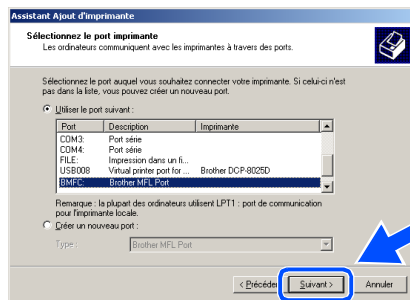 Assistant Ajout d'imprimante
Sélectionnez le port imprimante
Les ordinateurs communiquent avec les imprimantes à travers des ports.
Sélectionnez le port auquel vous souhaitez connecter votre imprimante. Si celui-ci n'est
pas dans la liste, vous pouvez créer un nouveau port.
Utiliser le port suivant :
Port Description Imprimante
COM3: Port série
COM4: Port série
FILE: Impression dans un fi...
USB008 Virtual printer port for ... Brother DCP-8025D
BMFC: Brother MFL Port
Remarque : la plupart des ordinateurs utilisent LPT1 : port de communication
pour l'imprimante locale.
Créer un nouveau port :
Type : Brother MFL Port
< Précéden Suivant > Annuler